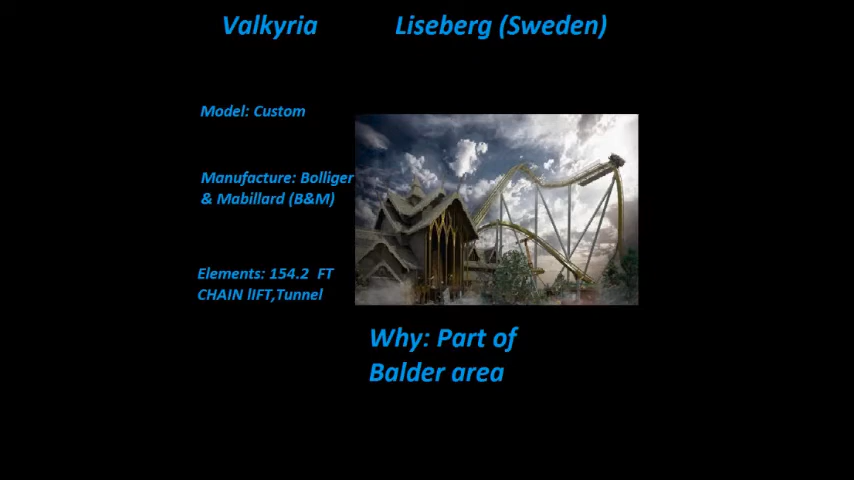 Valkyria
Liseberg (Sweden)
Model: Custom
Manufacture: Bolliger
& Mabillard (B&M)
Elements: 154.2 FT
CHAIN lIFT,Tunnel
Why: Part of
Balder area